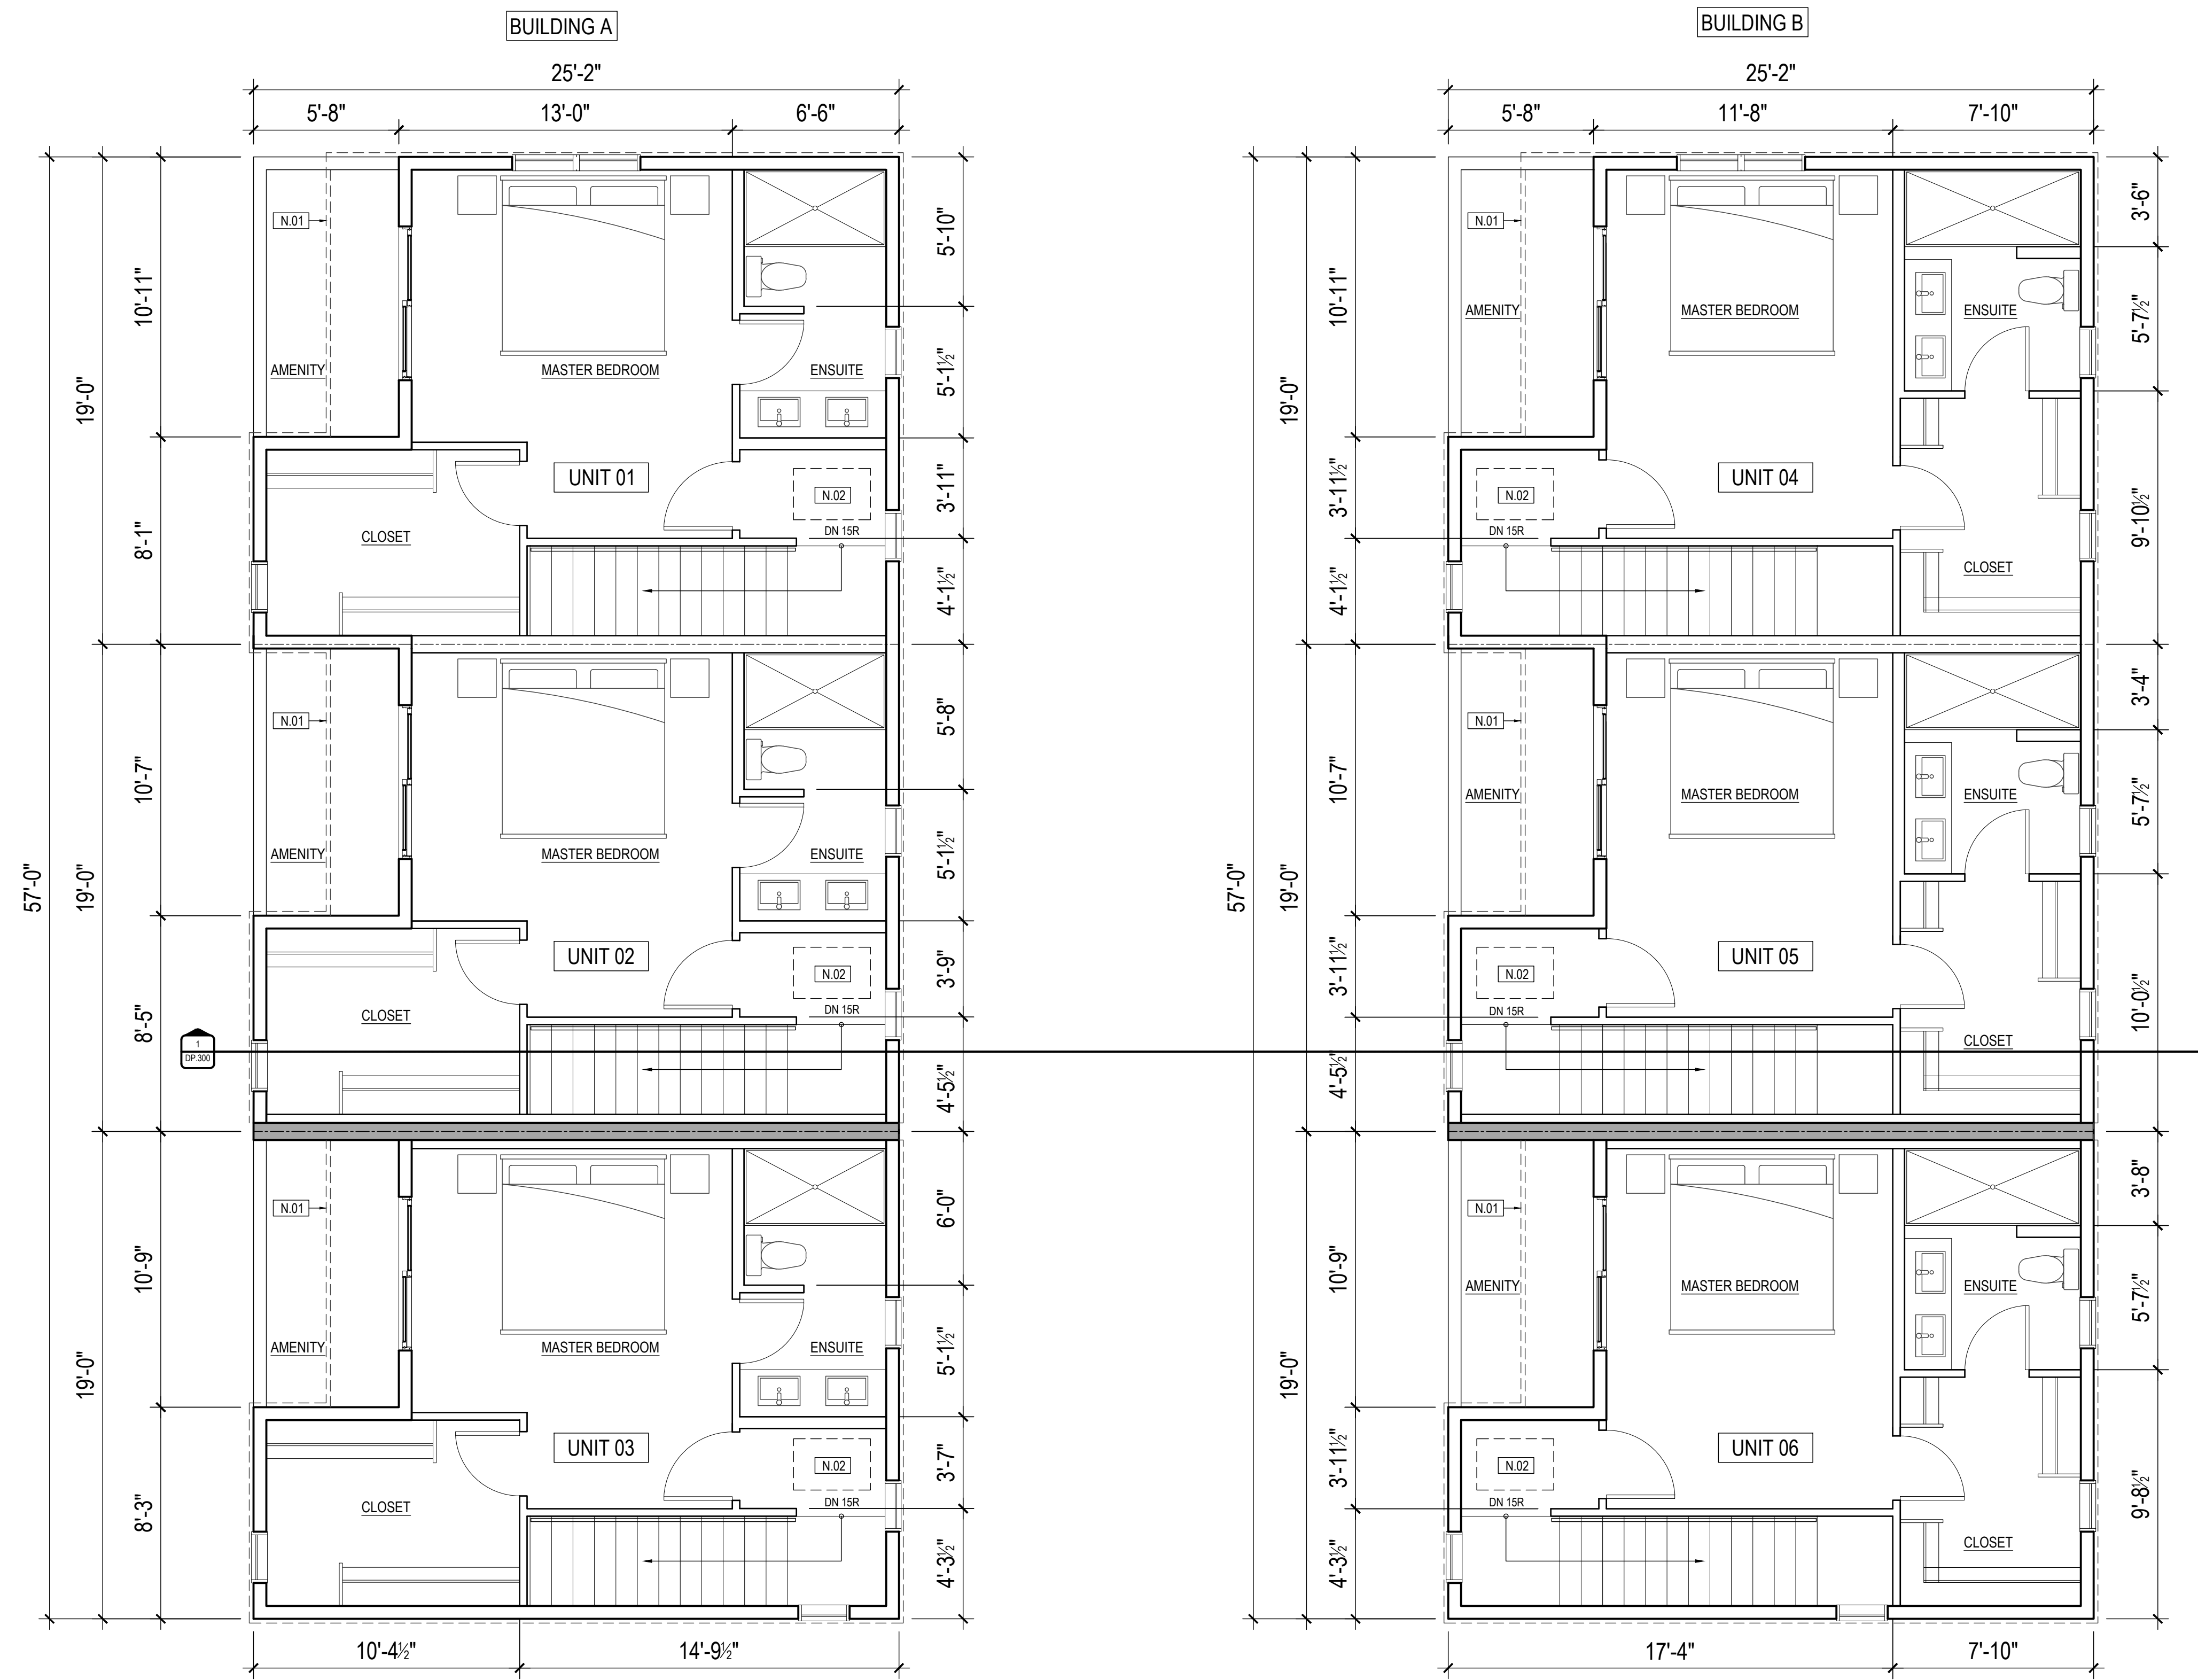 BUILDING A
25'-2"
5'-8"
13'-0"
6'-6"
57'-0"
19'-0"
19'-0"
19'-0"
10'-11"
8'-1"
10'-7"
8'-5"
10'-9"
8'-3"
N.01
AMENITY
MASTER BEDROOM
ENSUITE
UNIT 01
N.02
DN 15R
CLOSET
N.01
AMENITY
MASTER BEDROOM
ENSUITE
UNIT 02
N.02
DN 15R
CLOSET
1
DP.300
N.01
AMENITY
MASTER BEDROOM
ENSUITE
UNIT 03
N.02
DN 15R
CLOSET
5'-10"
5'-1½"
3'-11"
4'-1½"
5'-8"
5'-1½"
3'-9"
4'-5½"
6'-0"
5'-1½"
3'-7"
4'-3½"
10'-4½"
14'-9½"
BUILDING B
25'-2"
5'-8"
11'-8"
7'-10"
57'-0"
19'-0"
19'-0"
19'-0"
10'-11"
3'-11½"
4'-1½"
10'-7"
3'-11½"
4'-5½"
10'-9"
3'-11½"
4'-3½"
N.01
AMENITY
MASTER BEDROOM
ENSUITE
UNIT 04
N.02
DN 15R
CLOSET
N.01
AMENITY
MASTER BEDROOM
ENSUITE
UNIT 05
N.02
DN 15R
CLOSET
N.01
AMENITY
MASTER BEDROOM
ENSUITE
UNIT 06
N.02
DN 15R
CLOSET
3'-6"
5'-7½"
9'-10½"
3'-4"
5'-7½"
10'-0½"
3'-8"
5'-7½"
9'-8½"
17'-4"
7'-10"